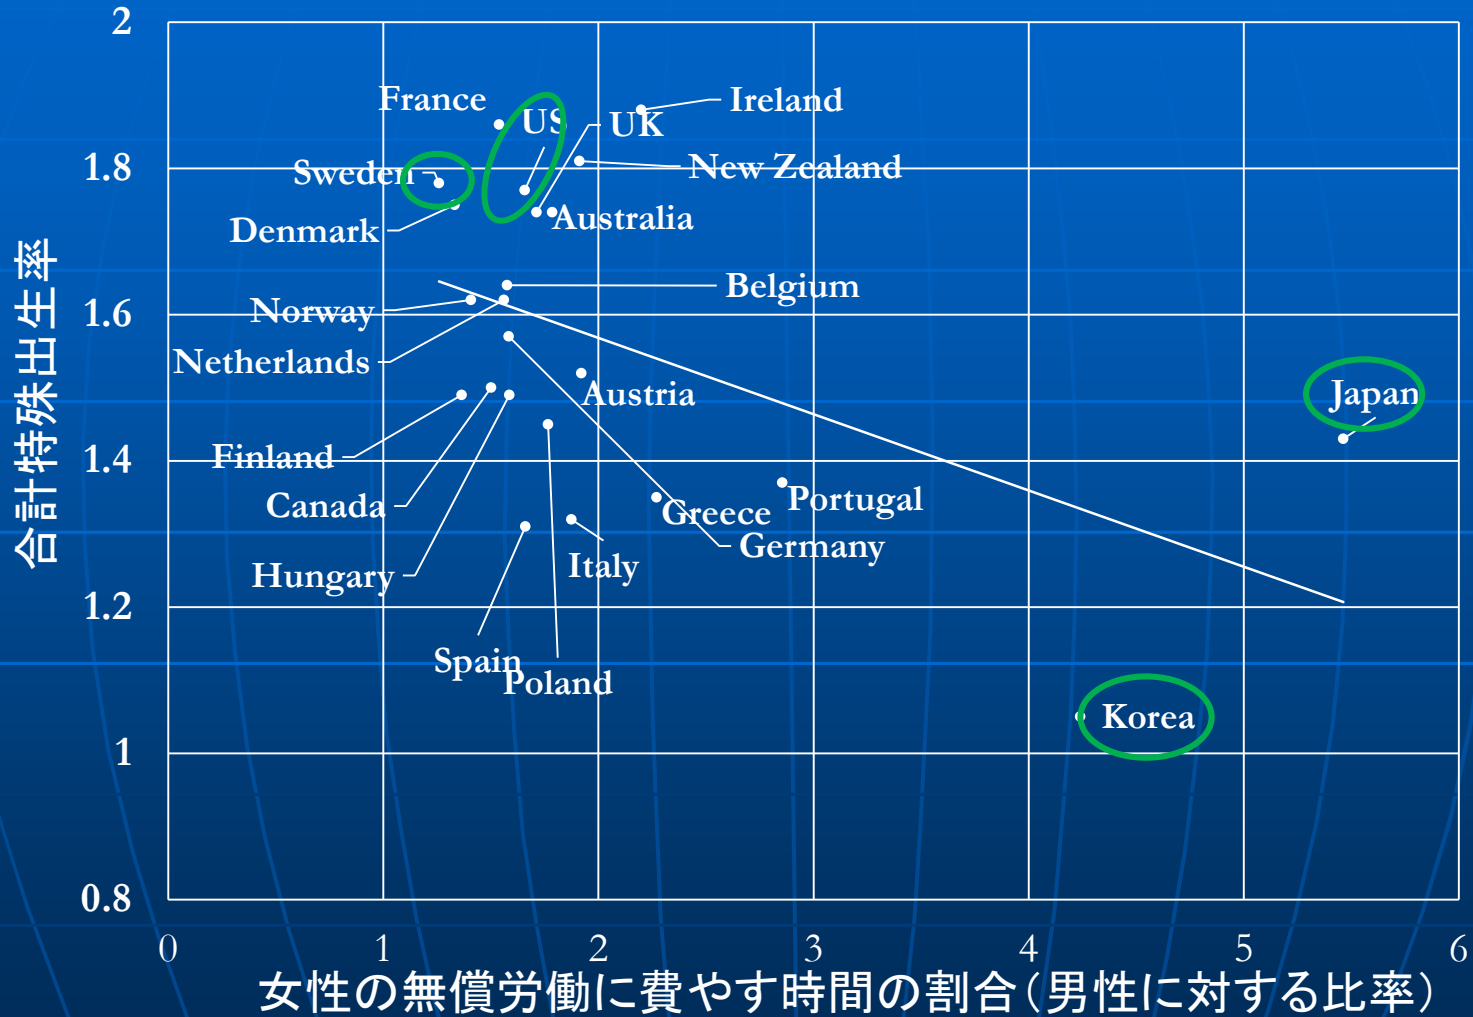 2
France
Ireland
US
UK
1.8
Sweden
New Zealand
Denmark
Australia
Belgium
Norway
1.6
Netherlands
Austria
Japan
Finland
1.4
Canada
Greece
Portugal
Germany
Hungary
Italy
1.2
Spain
Poland
Korea
1
0.8
0 1 2 3 4 5 6
合計特殊出生率
女性の無償労働に費やす時間の割合(男性に対する比率)